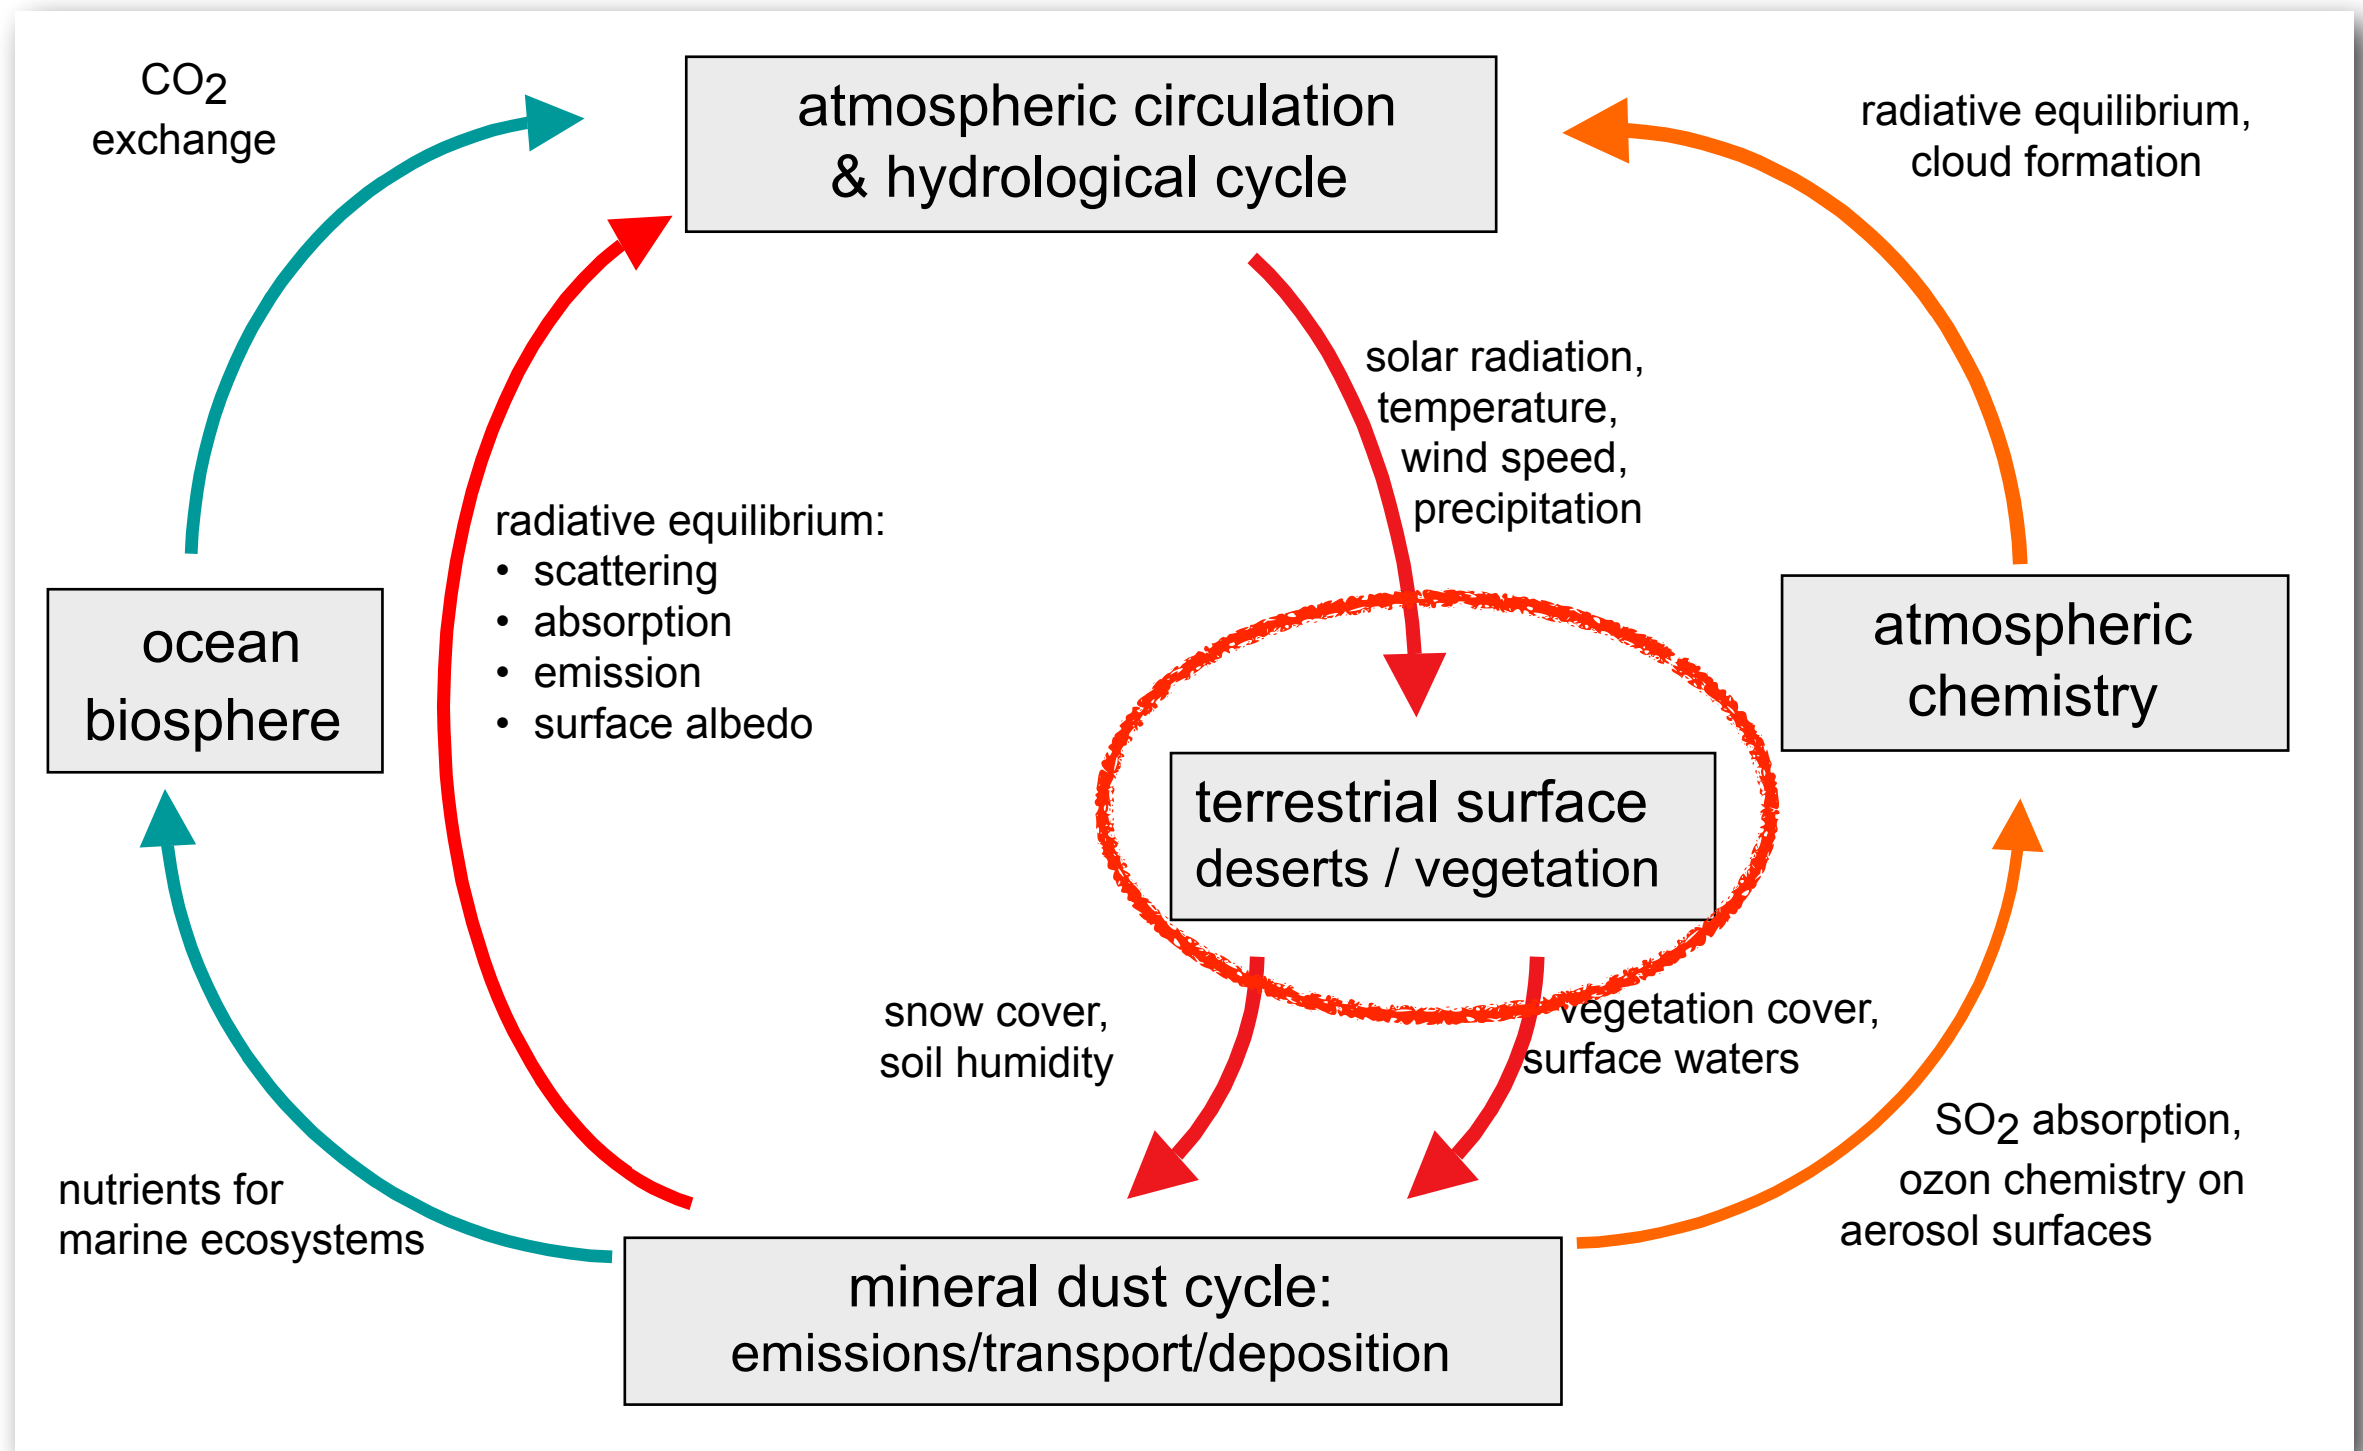 CO2
exchange
atmospheric circulation
& hydrological cycle
radiative equilibrium,
cloud formation
solar radiation,
temperature,
wind speed,
precipitation
radiative equilibrium:
• scattering
• absorption
• emission
• surface albedo
ocean
biosphere
atmospheric
chemistry
terrestrial surface
deserts / vegetation
snow cover,
soil humidity
vegetation cover,
surface waters
SO2 absorption,
ozon chemistry on
aerosol surfaces
nutrients for
marine ecosystems
mineral dust cycle:
emissions/transport/deposition